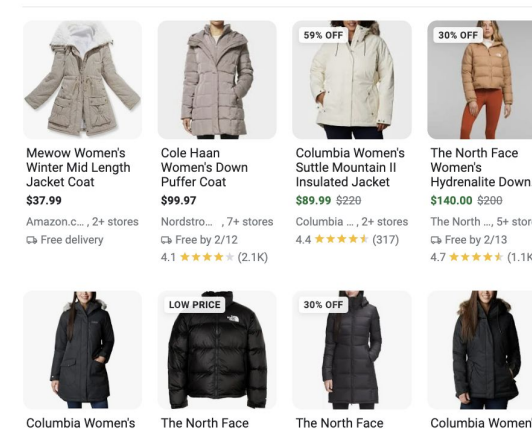 59% OFF
30% OFF
Mewow Women's
Winter Mid Length
Jacket Coat
$37.99
Amazon.c... , 2+ stores
Free delivery
Cole Haan
Women's Down
Puffer Coat
$99.97
Nordstro... , 7+ stores
Free by 2/12
4.1 (2.1K)
Columbia Women's
Suttle Mountain II
Insulated Jacket
$89.99 $220
Columbia ... , 2+ stores
4.4 (317)
The North Face
Women's
Hydrenalite Down
$140.00 $200
The North ..., 5+ stor
Free by 2/13
4.7 (1.1K
LOW PRICE
30% OFF
Columbia Women's
The North Face
The North Face
Columbia Women